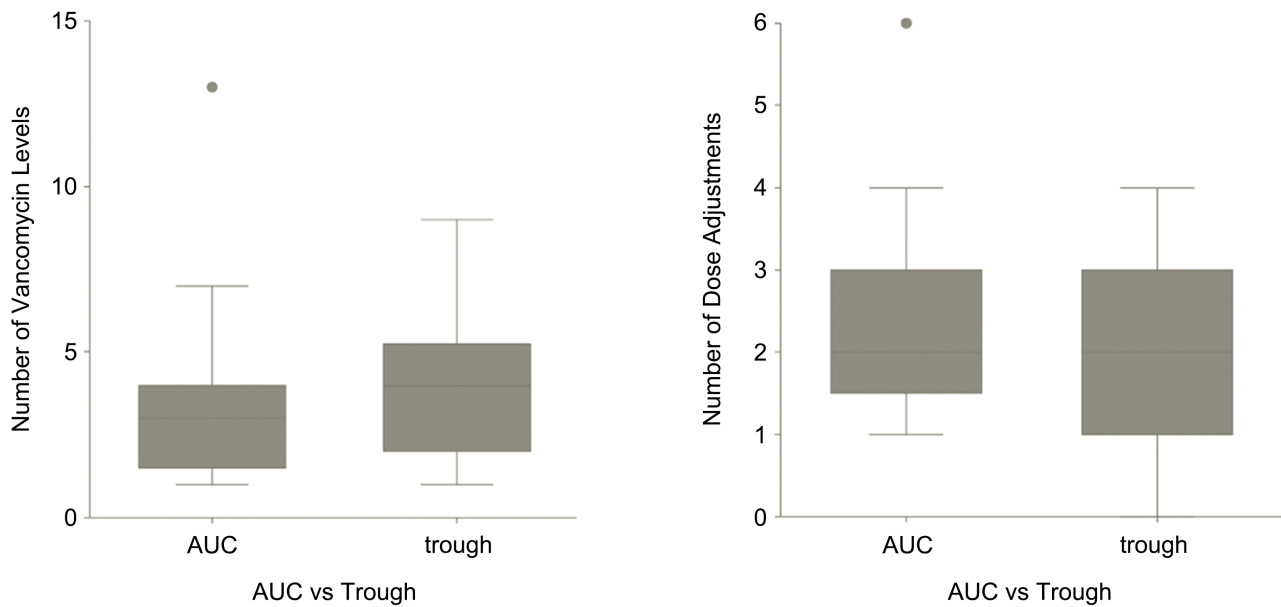 Number of Vancomycin Levels
15
10
5
0
AUC
trough
AUC vs Trough
Number of Dose Adjustments
6
5
4
3
2
1
0
AUC
trough
AUC vs Trough